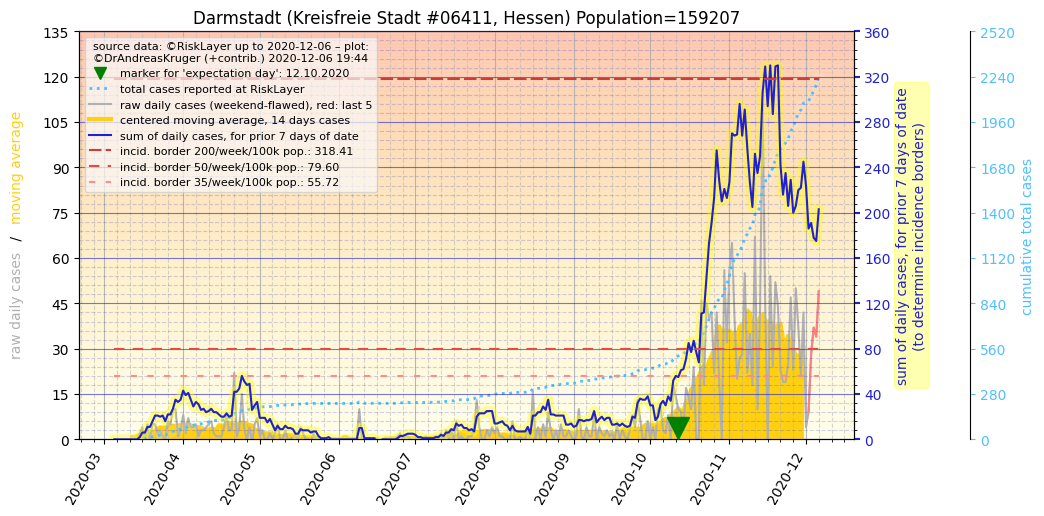 Darmstadt (Kreisfreie Stadt #06411, Hessen) Population=159207
source data: ©RiskLayer up to 2020-12-06 – plot:
©DrAndreasKruger (+contrib.) 2020-12-06 19:44
marker for 'expectation day': 12.10.2020
total cases reported at RiskLayer
raw daily cases (weekend-flawed), red: last 5
centered moving average, 14 days cases
sum of daily cases, for prior 7 days of date
incid. border 200/week/100k pop.: 318.41
incid. border 50/week/100k pop.: 79.60
incid. border 35/week/100k pop.: 55.72
raw daily cases / moving average
135
120
105
90
75
60
45
30
15
0
2020-03
2020-04
2020-05
2020-06
2020-07
2020-08
2020-09
2020-10
2020-11
2020-12
360
320
280
240
200
160
120
80
40
0
sum of daily cases, for prior 7 days of date
(to determine incidence borders)
2520
2240
1960
1680
1400
1120
840
560
280
0
cumulative total cases